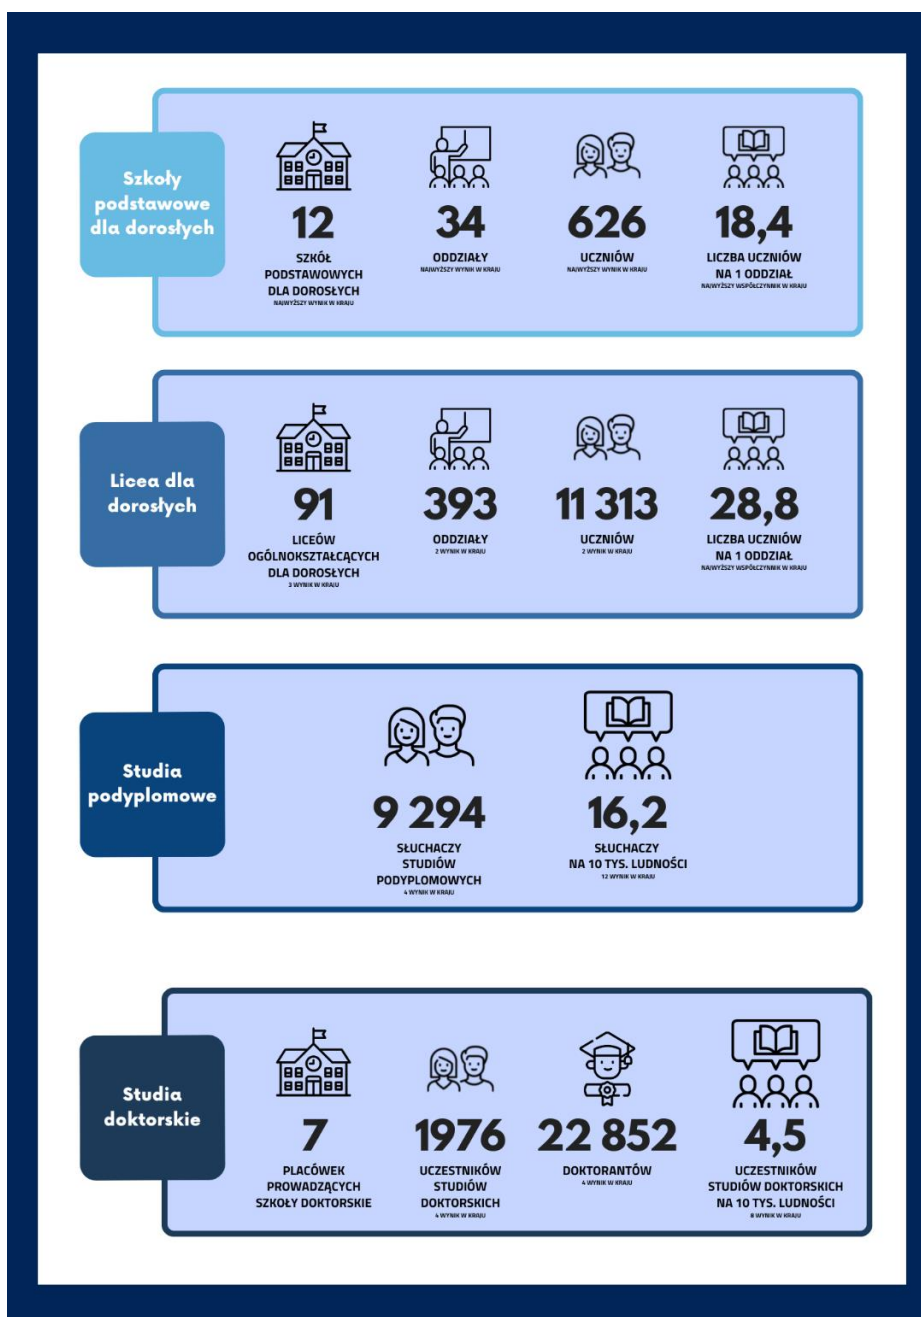 Szkoły
podstawowe
dla dorosłych
12
SZKÓŁ
PODSTAWOWYCH
DLA DOROSŁYCH
NAJWYŻSZY WYNIK W KRAJU
34
ODDZIAŁY
NAJWYŻSZY WYNIK W KRAJU
626
UCZNIÓW
NAJWYŻSZY WYNIK W KRAJU
18,4
LICZBA UCZNIÓW
NA 1 ODDZIAŁ
NAJWYŻSZY WSPÓŁCZYNNIK W KRAJU
Licea dla
dorosłych
91
LICEÓW
OGÓLNOKSZTAŁCĄCYCH
DLA DOROSŁYCH
3 WYNIK W KRAJU
393
ODDZIAŁY
2 WYNIK W KRAJU
11 313
UCZNIÓW
2 WYNIK W KRAJU
28,8
LICZBA UCZNIÓW
NA 1 ODDZIAŁ
NAJWYŻSZY WSPÓŁCZYNNIK W KRAJU
Studia
podyplomowe
9 294
SŁUCHACZY
STUDIÓW
PODYPLOMOWYCH
4 WYNIK W KRAJU
16,2
SŁUCHACZY
NA 10 TYS. LUDNOŚCI
12 WYNIK W KRAJU
Studia
doktorskie
7
PLACÓWEK
PROWADZĄCYCH
SZKOŁY DOKTORSKIE
1976
UCZESTNIKÓW
STUDIÓW
DOKTORSKICH
4 WYNIK W KRAJU
22 852
DOKTORANTÓW
4 WYNIK W KRAJU
4,5
UCZESTNIKÓW
STUDIÓW DOKTORSKICH
NA 10 TYS. LUDNOŚCI
8 WYNIK W KRAJU